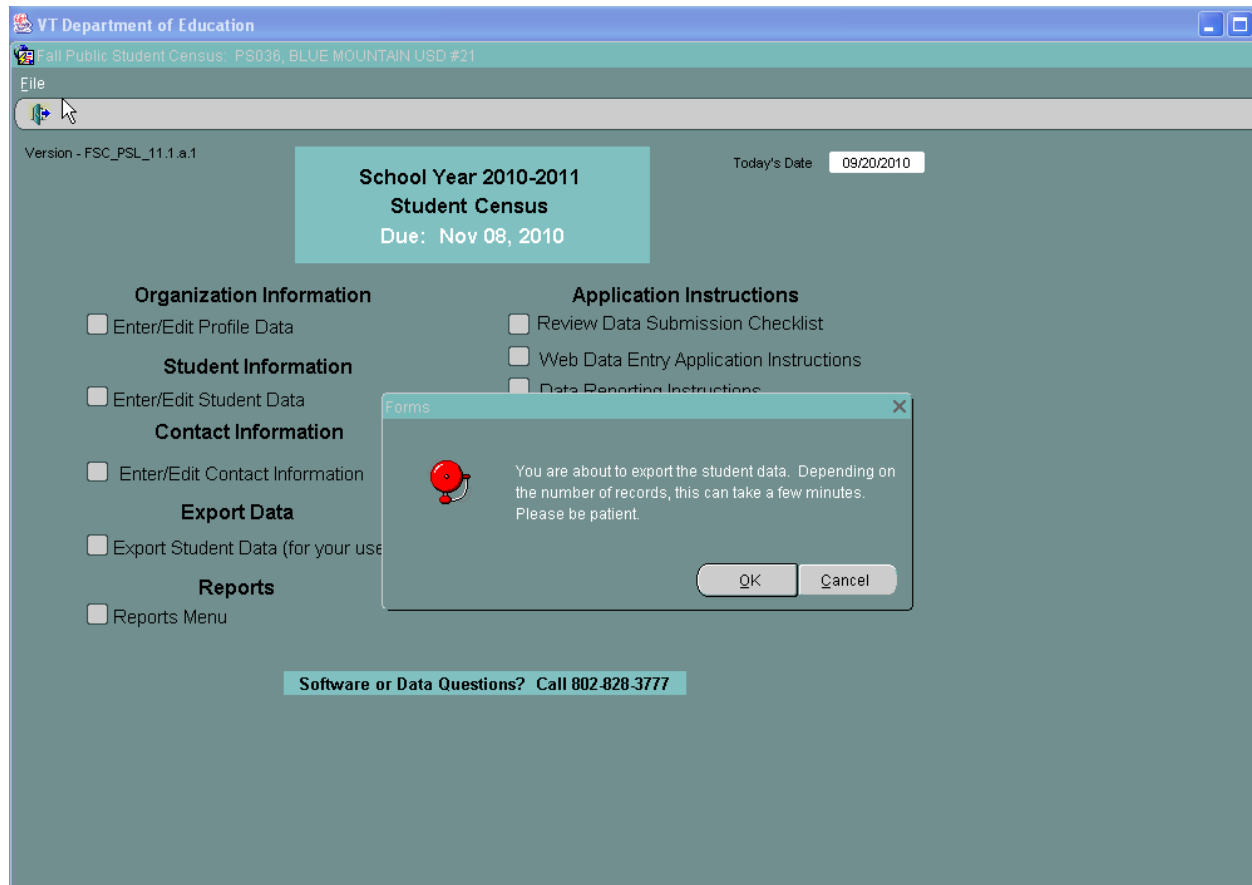 VT Department of Education
Fall Public Student Census: PS036, BLUE MOUNTAIN USD #21
File
Version - FSC_PSL_11.1.a.1
School Year 2010-2011
Student Census
Due: Nov 08, 2010
Today's Date 09/20/2010
Organization Information
Enter/Edit Profile Data
Student Information
Enter/Edit Student Data
Contact Information
Enter/Edit Contact Information
Export Data
Export Student Data (for your use
Reports
Reports Menu
Application Instructions
Review Data Submission Checklist
Web Data Entry Application Instructions
Data Reporting Instructions
Forms
You are about to export the student data. Depending on
the number of records, this can take a few minutes.
Please be patient.
OK Cancel
Software or Data Questions? Call 802-828-3777